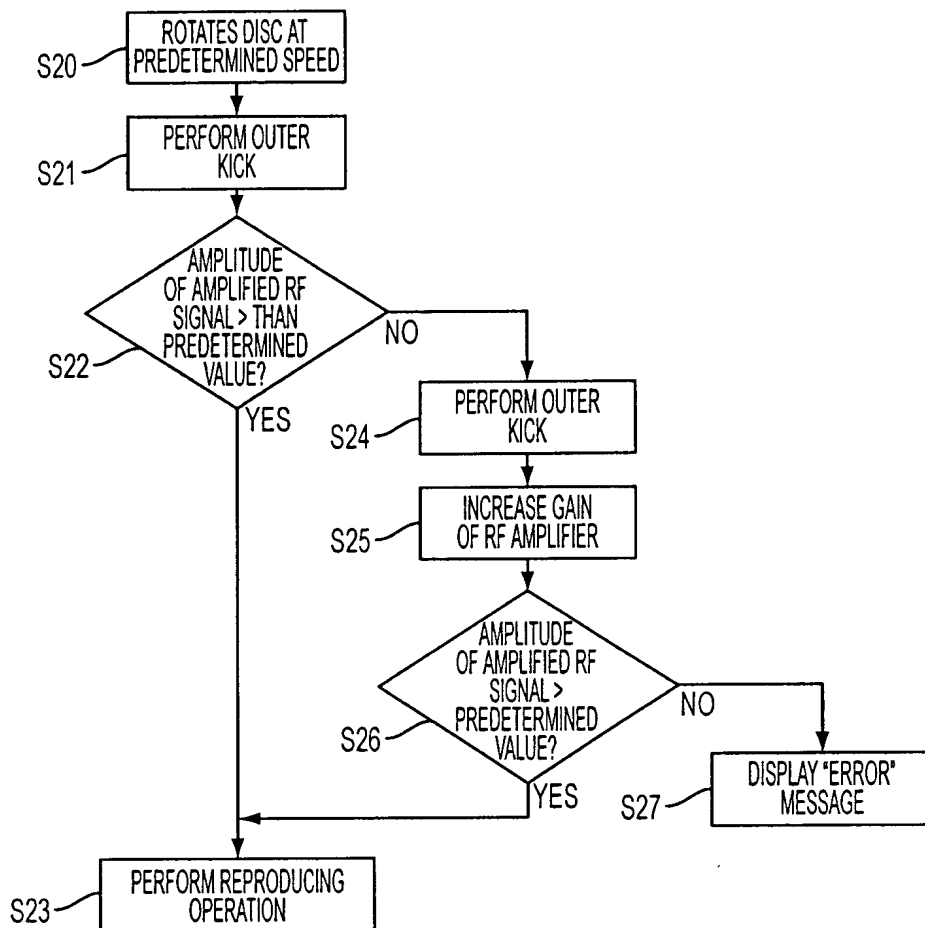 ROTATES DISC AT
PREDETERMINED SPEED
S20
PERFORM OUTER
KICK
S21
AMPLITUDE
OF AMPLIFIED RF
SIGNAL > THAN
PREDETERMINED
VALUE?
S22
NO
YES
PERFORM OUTER
KICK
S24
INCREASE GAIN
OF RF AMPLIFIER
S25
AMPLITUDE
OF AMPLIFIED RF
SIGNAL >
PREDETERMINED
VALUE?
S26
NO
YES
DISPLAY "ERROR"
MESSAGE
S27
PERFORM REPRODUCING
OPERATION
S23